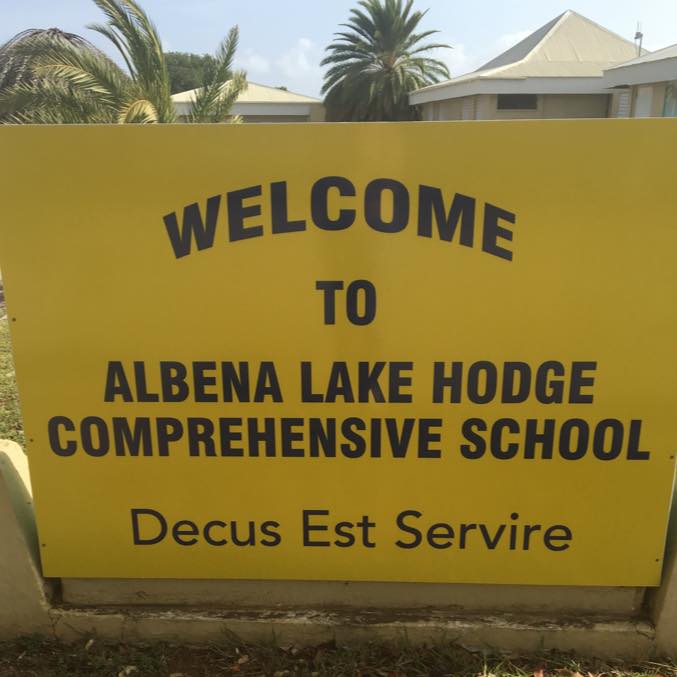 WELCOME
TO
ALBENA LAKE HODGE
COMPREHENSIVE SCHOOL
Decus Est Servire